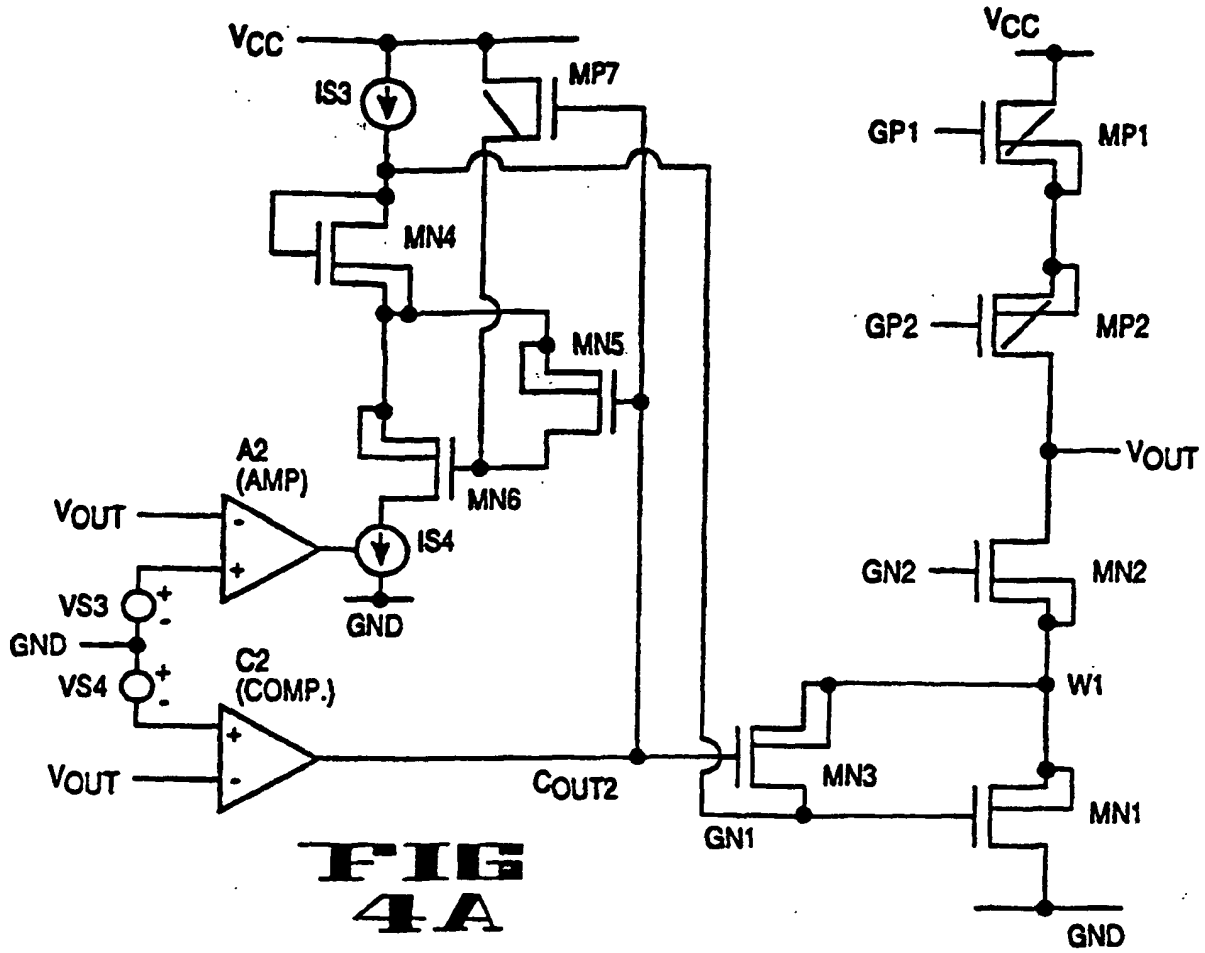 VCC
VCC
IS3
MP7
GP1
MP1
MN4
GP2
MP2
MN5
A2
(AMP)
VOUT
VOUT
-
+
MN6
IS4
GN2
MN2
VS3
+
-
GND
GND
VS4
+
-
C2
(COMP.)
W1
+
-
VOUT
COUT2
MN3
MN1
GN1
FIG
4A
GND